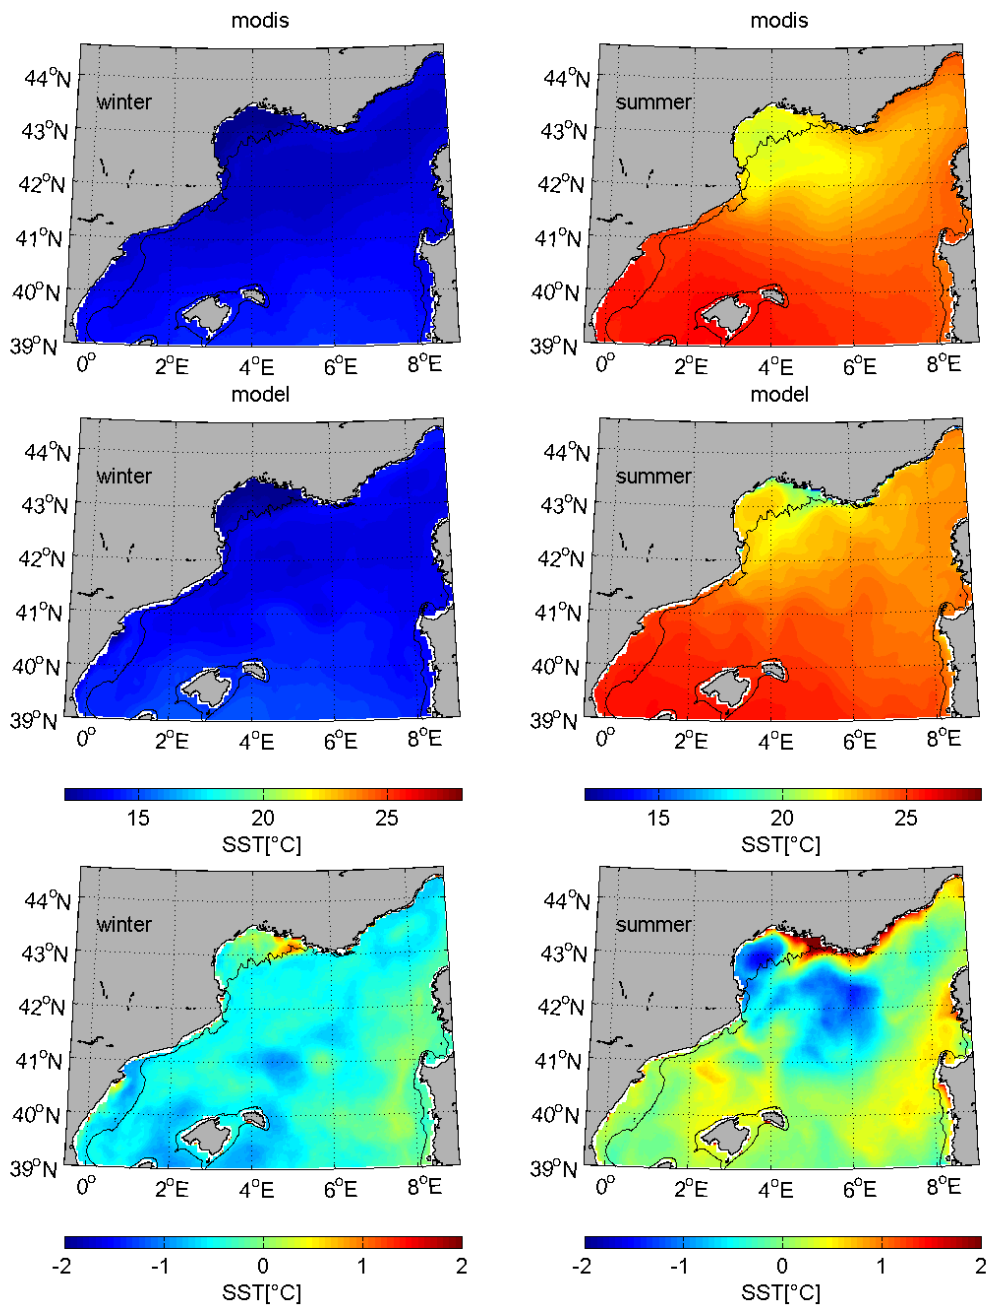 modis modis
44°N 44°N
winter summer
43°N 43°N
42°N 42°N
41°N 41°N
40°N 40°N
39°N 39°N
0° 2°E 4°E 6°E 8°E 0° 2°E 4°E 6°E 8°E
model model
44°N 44°N
winter summer
43°N 43°N
42°N 42°N
41°N 41°N
40°N 40°N
39°N 39°N
0° 2°E 4°E 6°E 8°E 0° 2°E 4°E 6°E 8°E
15 20 25 15 20 25
SST[°C] SST[°C]
44°N 44°N
winter summer
43°N 43°N
42°N 42°N
41°N 41°N
40°N 40°N
39°N 39°N
0° 2°E 4°E 6°E 8°E 0° 2°E 4°E 6°E 8°E
-2 -1 0 1 2 -2 -1 0 1 2
SST[°C] SST[°C]